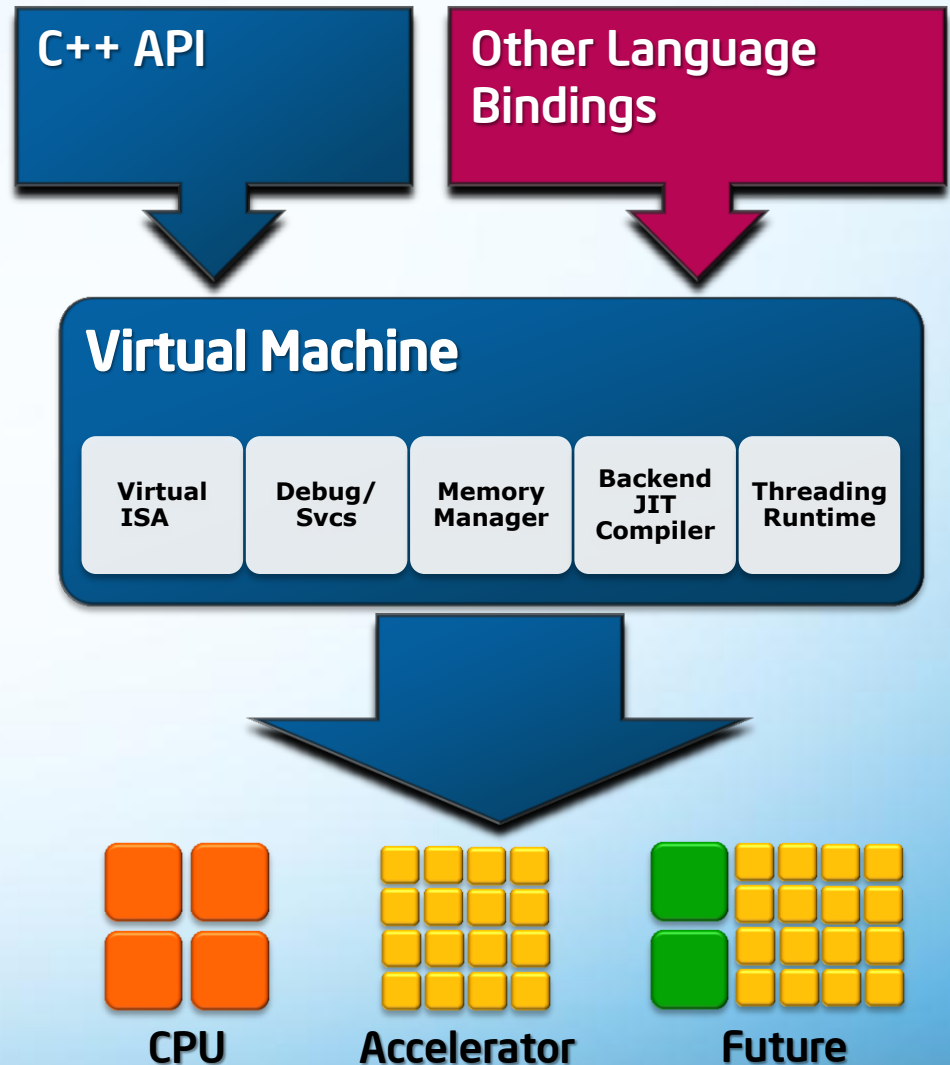 C++ API
Other Language
Bindings
Virtual Machine
Virtual
ISA
Debug/
Svcs
Memory
Manager
Backend
JIT
Compiler
Threading
Runtime
CPU
Accelerator
Future